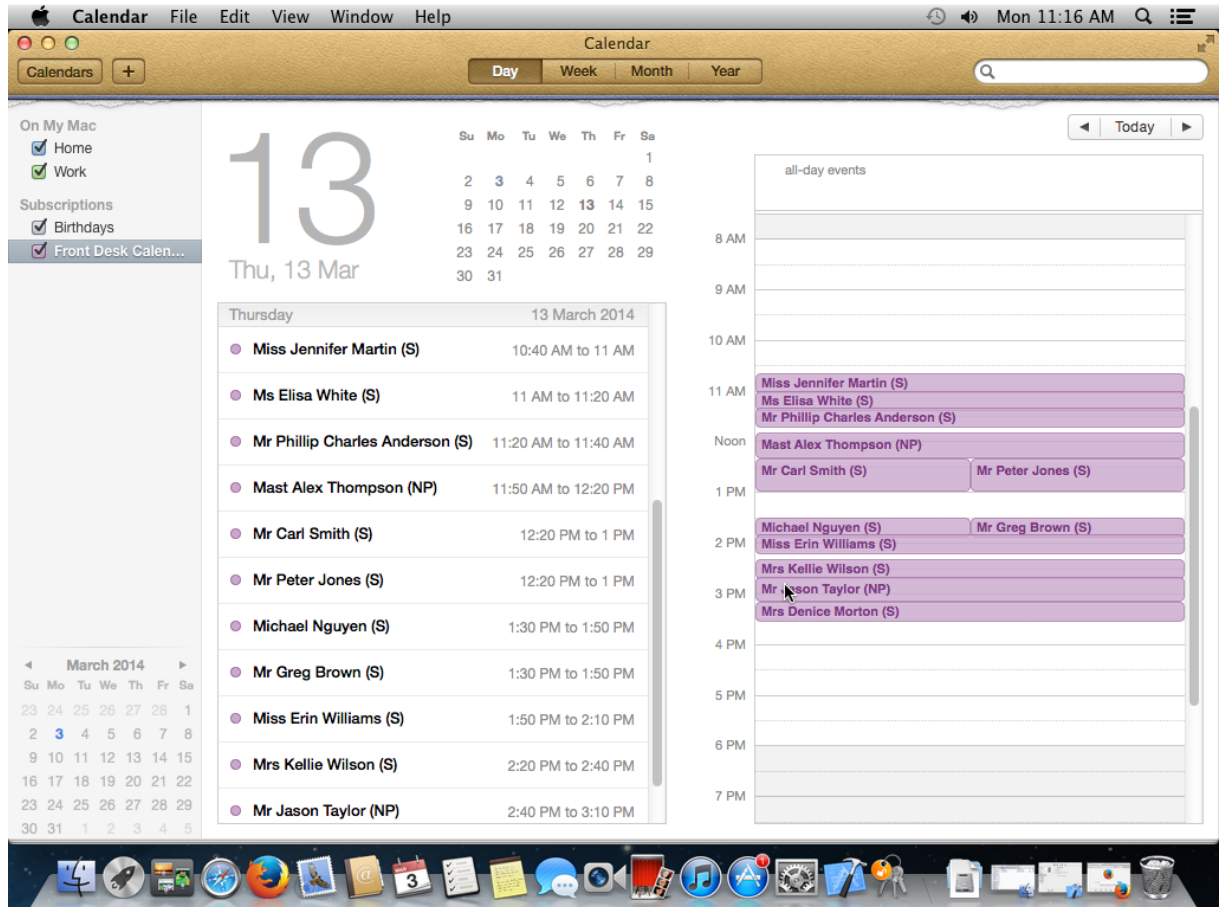 Calendar File Edit View Window Help Mon 11:16 AM
Calendar
Calendars + Day Week Month Year
On My Mac
Home
Work
Subscriptions
Birthdays
Front Desk Calen...
March 2014
Su Mo Tu We Th Fr Sa
23 24 25 26 27 28 1
2 3 4 5 6 7 8
9 10 11 12 13 14 15
16 17 18 19 20 21 22
23 24 25 26 27 28 29
30 31 1 2 3 4 5
13
Thu, 13 Mar
Su Mo Tu We Th Fr Sa
1
2 3 4 5 6 7 8
9 10 11 12 13 14 15
16 17 18 19 20 21 22
23 24 25 26 27 28 29
30 31
Thursday 13 March 2014
Miss Jennifer Martin (S) 10:40 AM to 11 AM
Ms Elisa White (S) 11 AM to 11:20 AM
Mr Phillip Charles Anderson (S) 11:20 AM to 11:40 AM
Mast Alex Thompson (NP) 11:50 AM to 12:20 PM
Mr Carl Smith (S) 12:20 PM to 1 PM
Mr Peter Jones (S) 12:20 PM to 1 PM
Michael Nguyen (S) 1:30 PM to 1:50 PM
Mr Greg Brown (S) 1:30 PM to 1:50 PM
Miss Erin Williams (S) 1:50 PM to 2:10 PM
Mrs Kellie Wilson (S) 2:20 PM to 2:40 PM
Mr Jason Taylor (NP) 2:40 PM to 3:10 PM
Today
all-day events
8 AM
9 AM
10 AM
Miss Jennifer Martin (S)
11 AM
Ms Elisa White (S)
Mr Phillip Charles Anderson (S)
Noon
Mast Alex Thompson (NP)
Mr Carl Smith (S) Mr Peter Jones (S)
1 PM
Michael Nguyen (S) Mr Greg Brown (S)
2 PM
Miss Erin Williams (S)
Mrs Kellie Wilson (S)
Mr Jason Taylor (NP)
3 PM
Mrs Denice Morton (S)
4 PM
5 PM
6 PM
7 PM
MAR
3
1